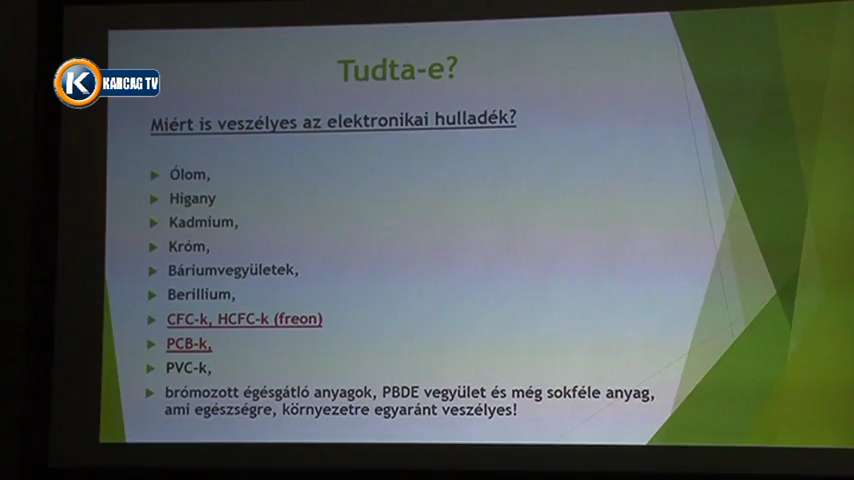 K KARCAG TV
Tudta-e?
Miért is veszélyes az elektronikai hulladék?
Ólom,
Higany
Kadmium,
Króm,
Báriumvegyületek,
Berillium,
CFC-k, HCFC-k (freon)
PCB-k,
PVC-k,
brómozott égésgátló anyagok, PBDE vegyület és még sokféle anyag,
ami egészségre, környezetre egyaránt veszélyes!